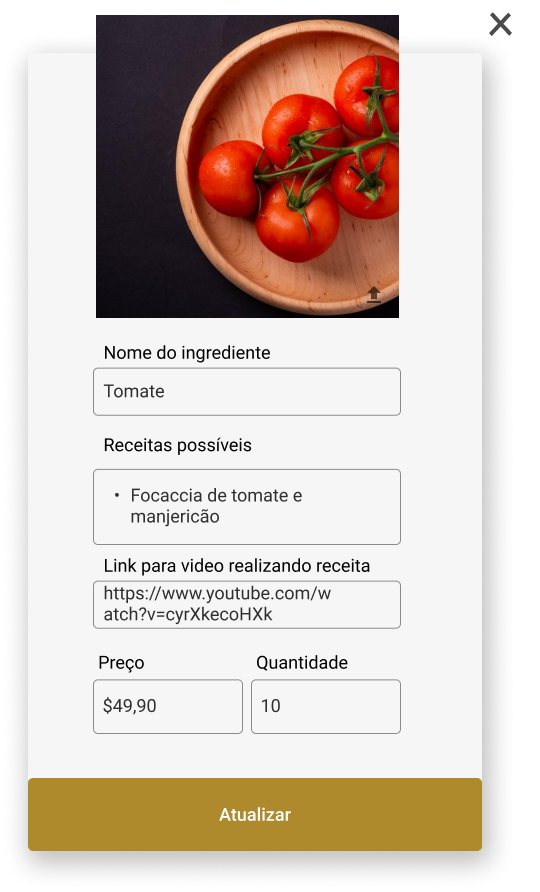 Nome do ingrediente
Tomate
Receitas possíveis
• Focaccia de tomate e
manjericão
Link para video realizando receita
https://www.youtube.com/w
atch?v=cyrXkecoHXk
Preço
Quantidade
$49,90
10
Atualizar